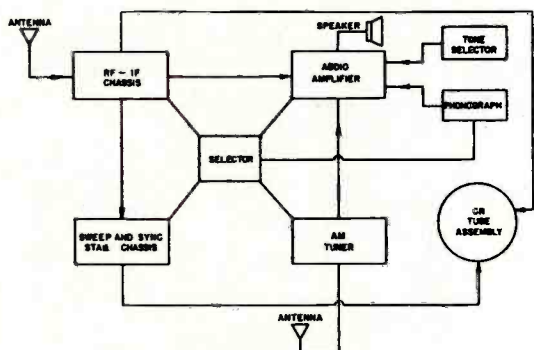 ANTENNA
SPEAKER
RF - IF
CHASSIS
AUDIO
AMPLIFIER
TONE
SELECTOR
PHONOGRAPH
SELECTOR
SWEEP AND SYNC
STAB. CHASSIS
AM
TUNER
CR
TUBE
ASSEMBLY
ANTENNA